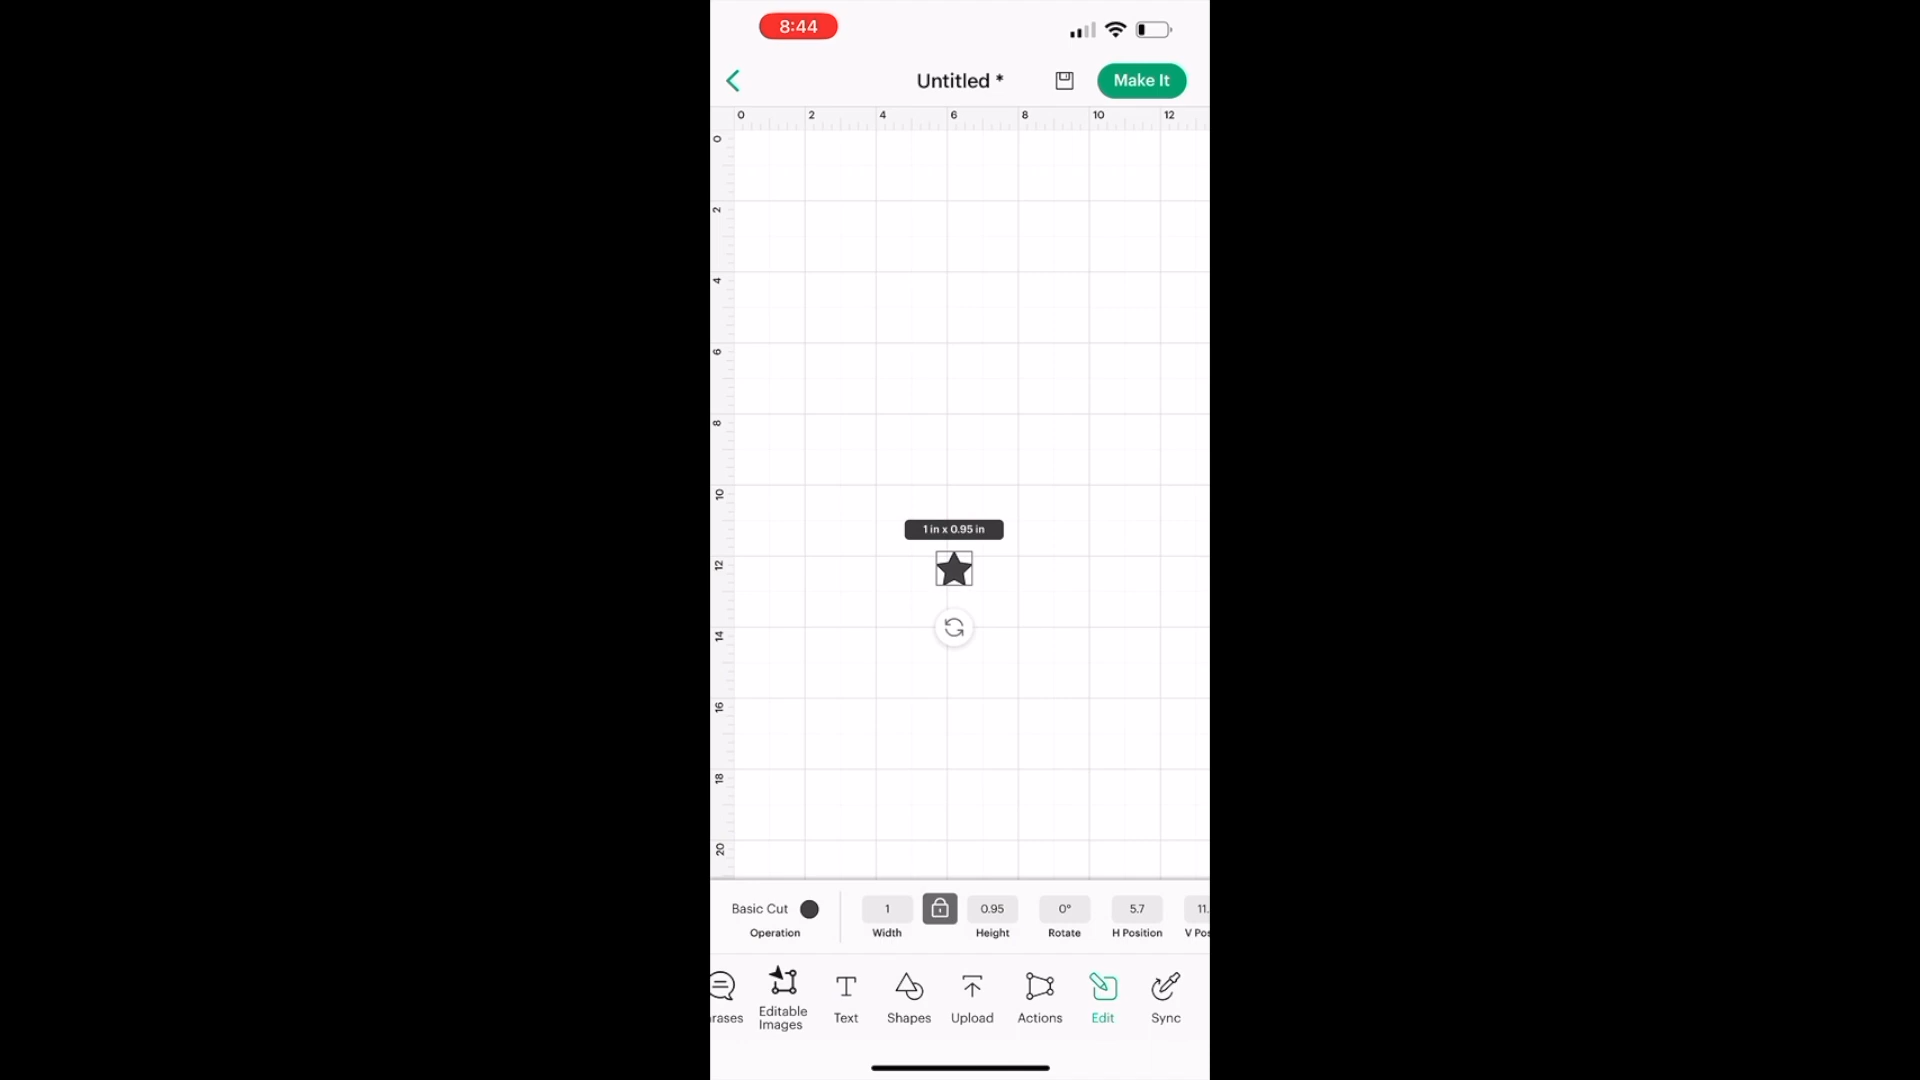 8:44
Untitled *
Make It
0 2 4 6 8 10 12
0
2
4
6
8
10
1 in x 0.95 in
12
14
16
18
20
Basic Cut
1
0.95
0°
5.7
11.
Operation
Width
Height
Rotate
H Position
V Pos
rases
Editable
Images
Text
Shapes
Upload
Actions
Edit
Sync